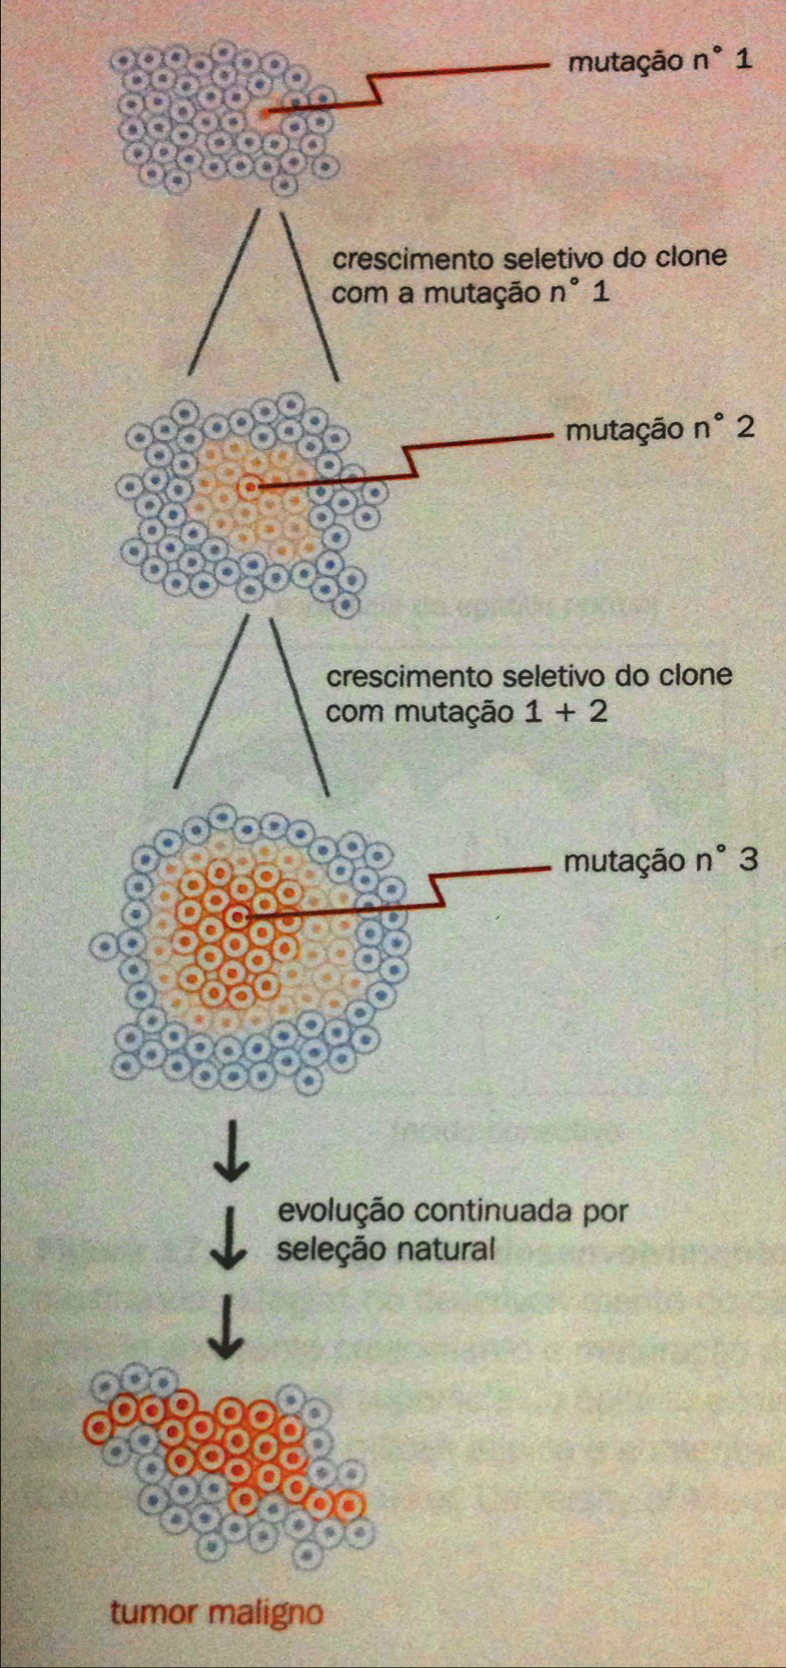 mutação n° 1
crescimento seletivo do clone
com a mutação n° 1
mutação n° 2
crescimento seletivo do clone
com mutação 1 + 2
mutação n° 3
evolução continuada por
seleção natural
tumor maligno